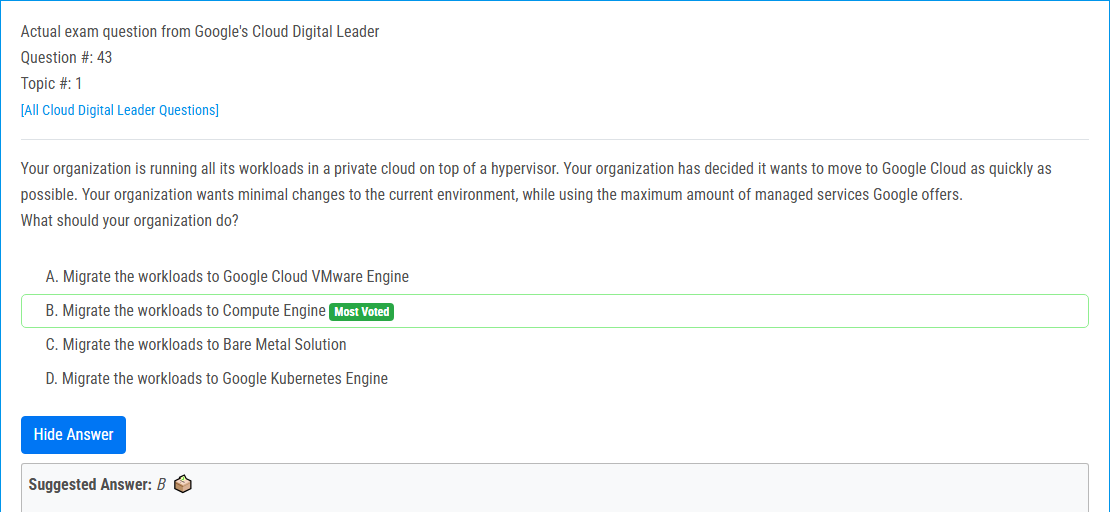 Actual exam question from Google's Cloud Digital Leader
Question #: 43
Topic #: 1
[All Cloud Digital Leader Questions]
Your organization is running all its workloads in a private cloud on top of a hypervisor. Your organization has decided it wants to move to Google Cloud as quickly as
possible. Your organization wants minimal changes to the current environment, while using the maximum amount of managed services Google offers.
What should your organization do?
A. Migrate the workloads to Google Cloud VMware Engine
B. Migrate the workloads to Compute Engine Most Voted
C. Migrate the workloads to Bare Metal Solution
D. Migrate the workloads to Google Kubernetes Engine
Hide Answer
Suggested Answer: B